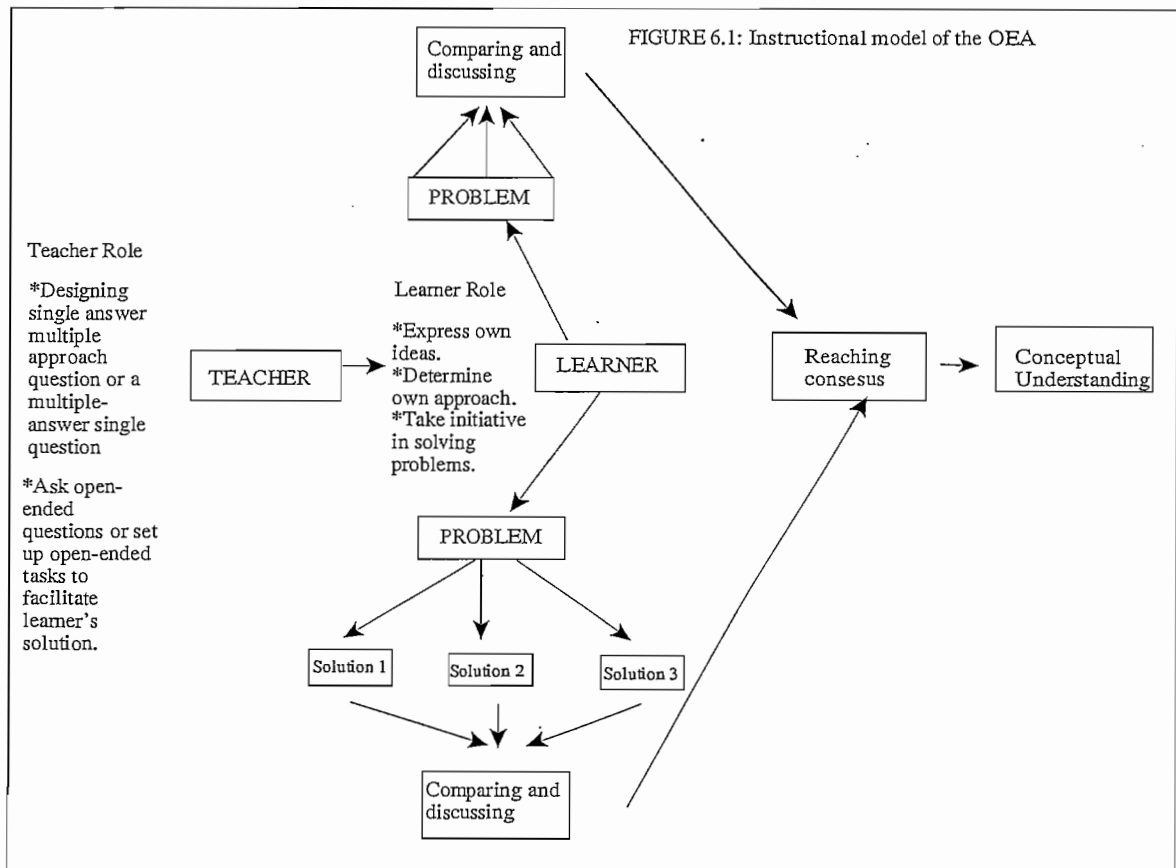 FIGURE 6.1: Instructional model of the OEA
Comparing and
discussing
PROBLEM
Teacher Role
*Designing
single answer
multiple
approach
question or a
multiple-
answer single
question
*Ask open-
ended
questions or set
up open-ended
tasks to
facilitate
learner's
solution.
TEACHER
Learner Role
*Express own
ideas.
*Determine
own approach.
*Take initiative
in solving
problems.
LEARNER
Reaching
consesus
Conceptual
Understanding
PROBLEM
Solution 1
Solution 2
Solution 3
Comparing and
discussing